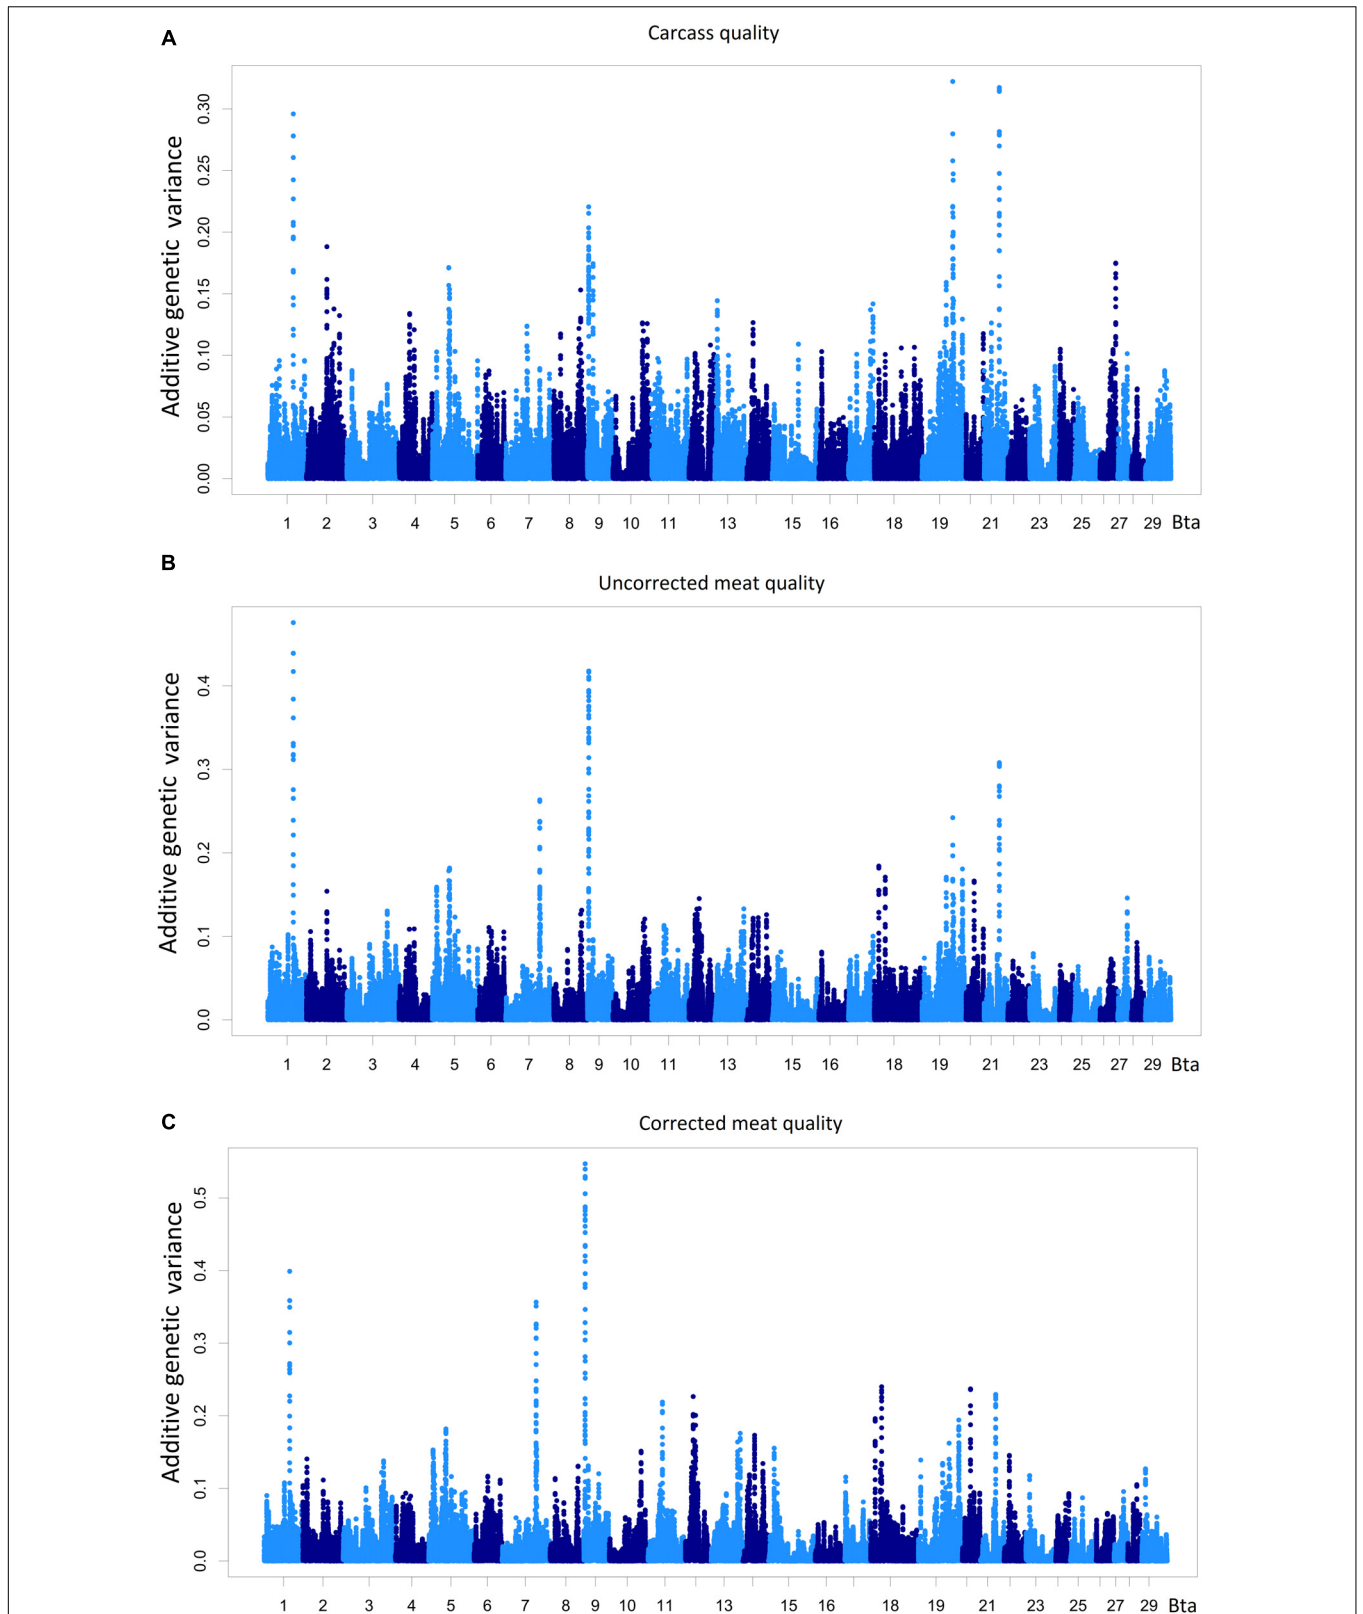 A
Carcass quality
Additive genetic variance
0.30
0.25
0.20
0.15
0.10
0.05
0.00
1 2 3 4 5 6 7 8 9 10 11 13 15 16 18 19 21 23 25 27 29 Bta
B
Uncorrected meat quality
Additive genetic variance
0.4
0.3
0.2
0.1
0.0
1 2 3 4 5 6 7 8 9 10 11 13 15 16 18 19 21 23 25 27 29 Bta
C
Corrected meat quality
Additive genetic variance
0.5
0.4
0.3
0.2
0.1
0.0
1 2 3 4 5 6 7 8 9 10 11 13 15 16 18 19 21 23 25 27 29 Bta